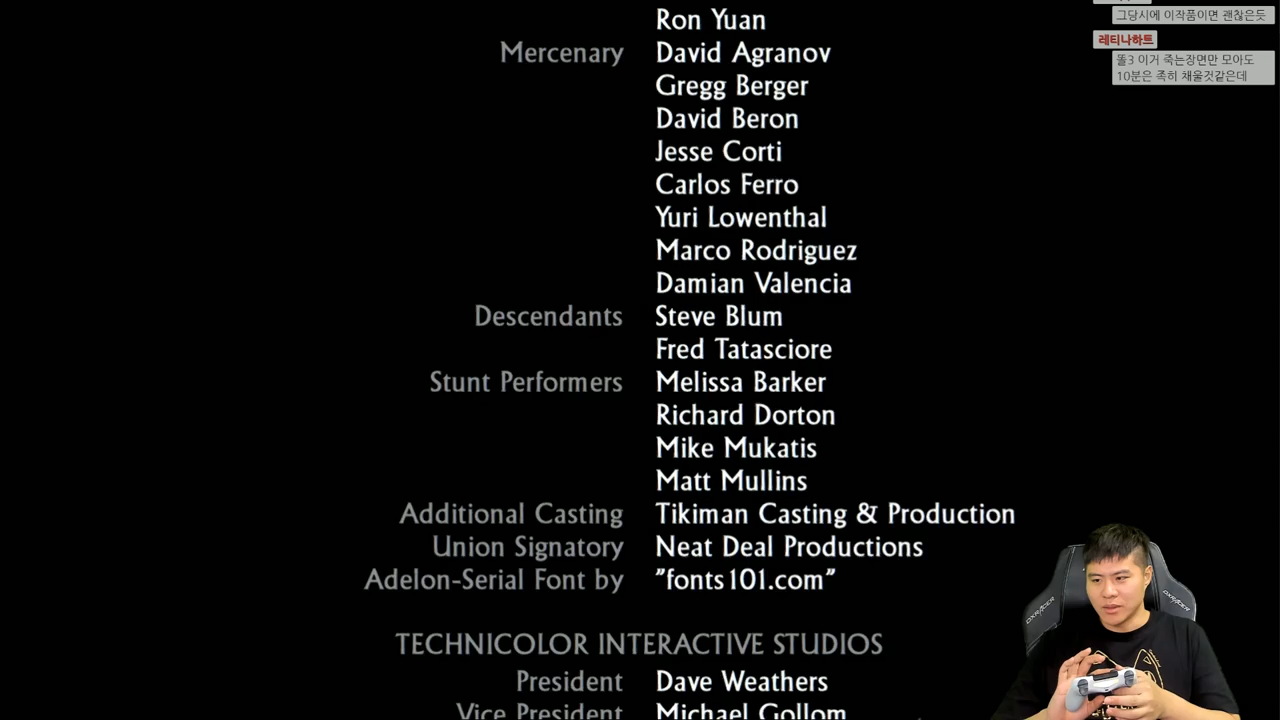 그당시에 이작품이면 괜찮은듯
레티나하트
똘3 이거 죽는장면만 모아도
10분은 족히 채울것같은데
Ron Yuan
Mercenary David Agranov
Gregg Berger
David Beron
Jesse Corti
Carlos Ferro
Yuri Lowenthal
Marco Rodriguez
Damian Valencia
Descendants Steve Blum
Fred Tatasciore
Stunt Performers Melissa Barker
Richard Dorton
Mike Mukatis
Matt Mullins
Additional Casting Tikiman Casting & Production
Union Signatory Neat Deal Productions
Adelon-Serial Font by "fonts101.com"
TECHNICOLOR INTERACTIVE STUDIOS
President Dave Weathers
Vice President Michael Gollom
DXRACER
DXRACER